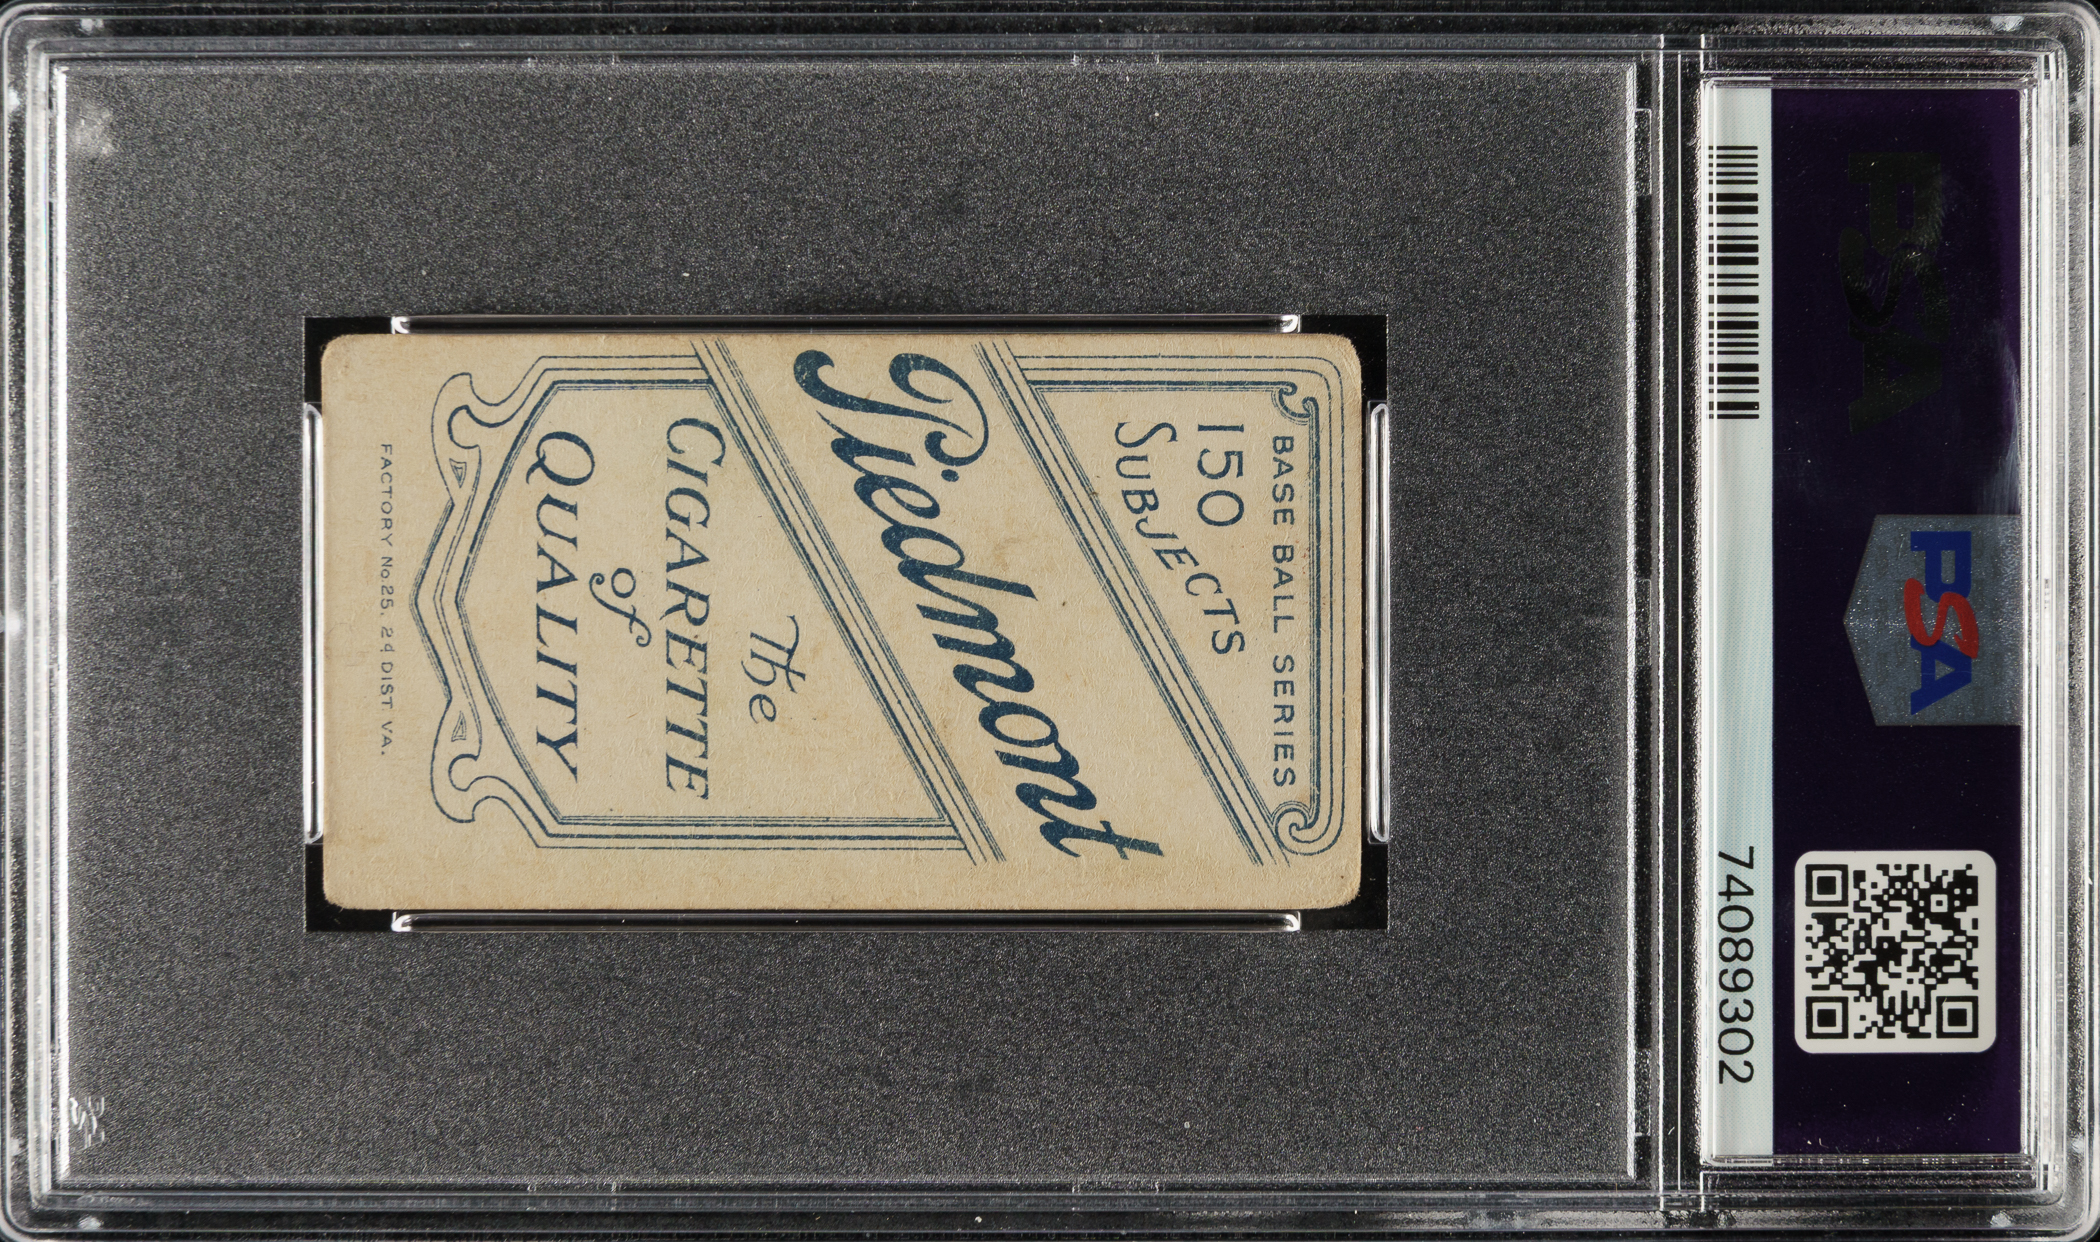 BASE BALL SERIES
150
SUBJECTS
Piedmont
The
CIGARETTE
of
QUALITY
FACTORY No. 25, 2d DIST VA.
PSA
PSA
74089302